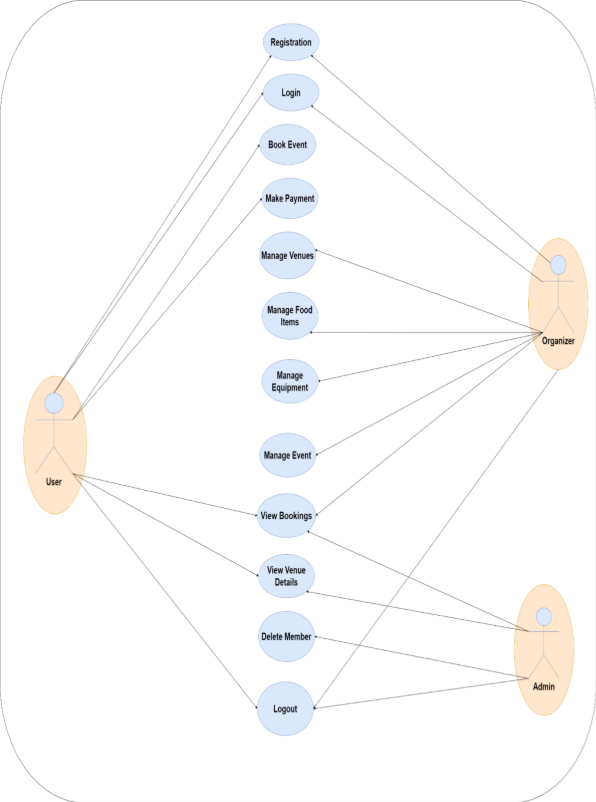 Registration
Login
Book Event
Make Payment
Manage Venues
Manage Food
Items
Organizer
Manage
Equipment
Manage Event
User
View Bookings
View Venue
Details
Delete Member
Admin
Logout